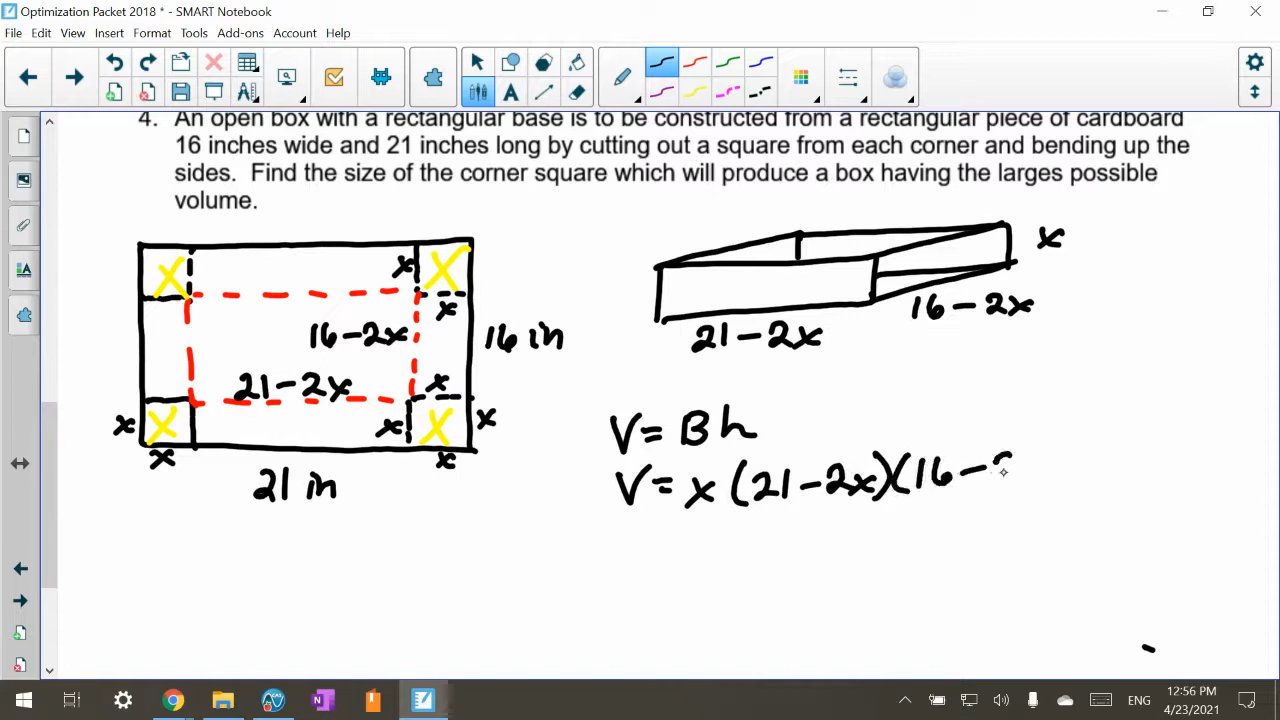 Optimization Packet 2018 * - SMART Notebook
File Edit View Insert Format Tools Add-ons Account Help
4. An open box with a rectangular base is to be constructed from a rectangular piece of cardboard
16 inches wide and 21 inches long by cutting out a square from each corner and bending up the
sides. Find the size of the corner square which will produce a box having the larges possible
volume.
X x X
x
16-2x 16 in
21-2x x
x X x X x
x x
21 in
x
16-2x
21-2x
V= Bh
V= x(21-2x)(16-
ENG
12:56 PM
4/23/2021